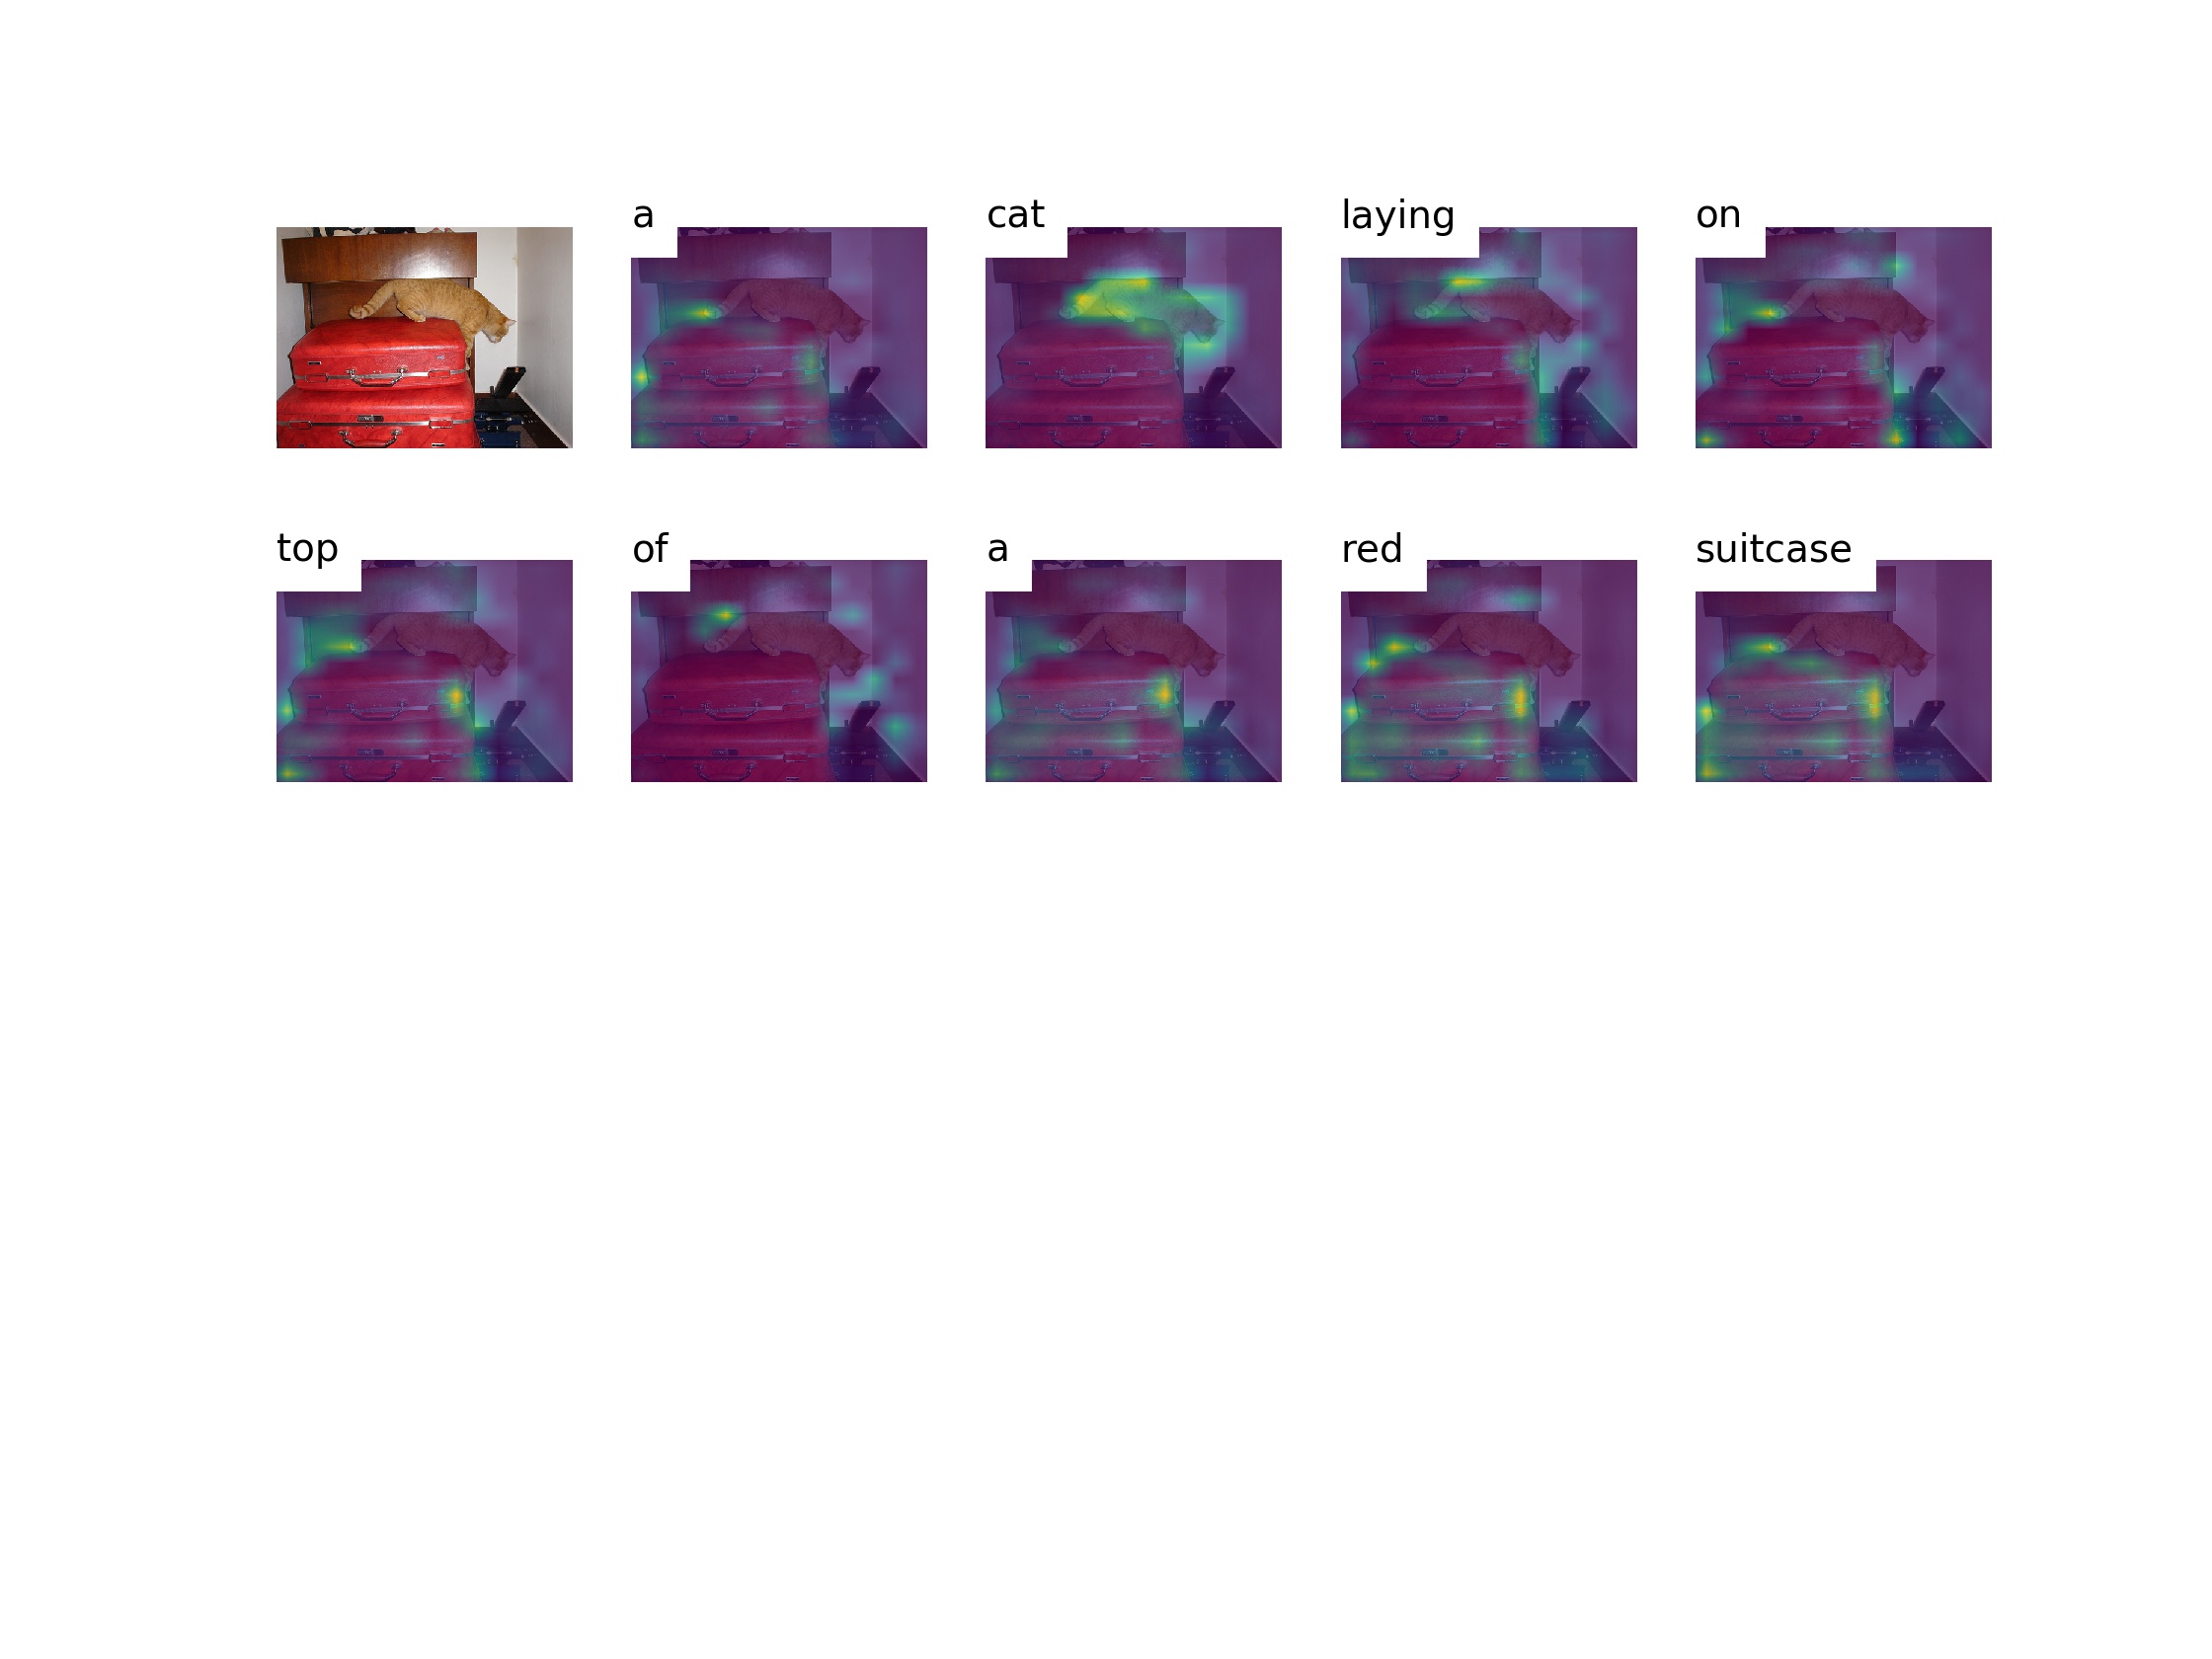 a
cat
laying
on
top
of
a
red
suitcase